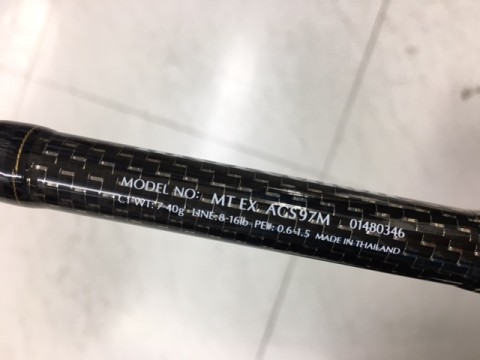 MODEL NO: MT EX. AGS97M 01480346
CT WT: 7-40g · LINE: 8-16lb PE#: 0.6-1.5 MADE IN THAILAND